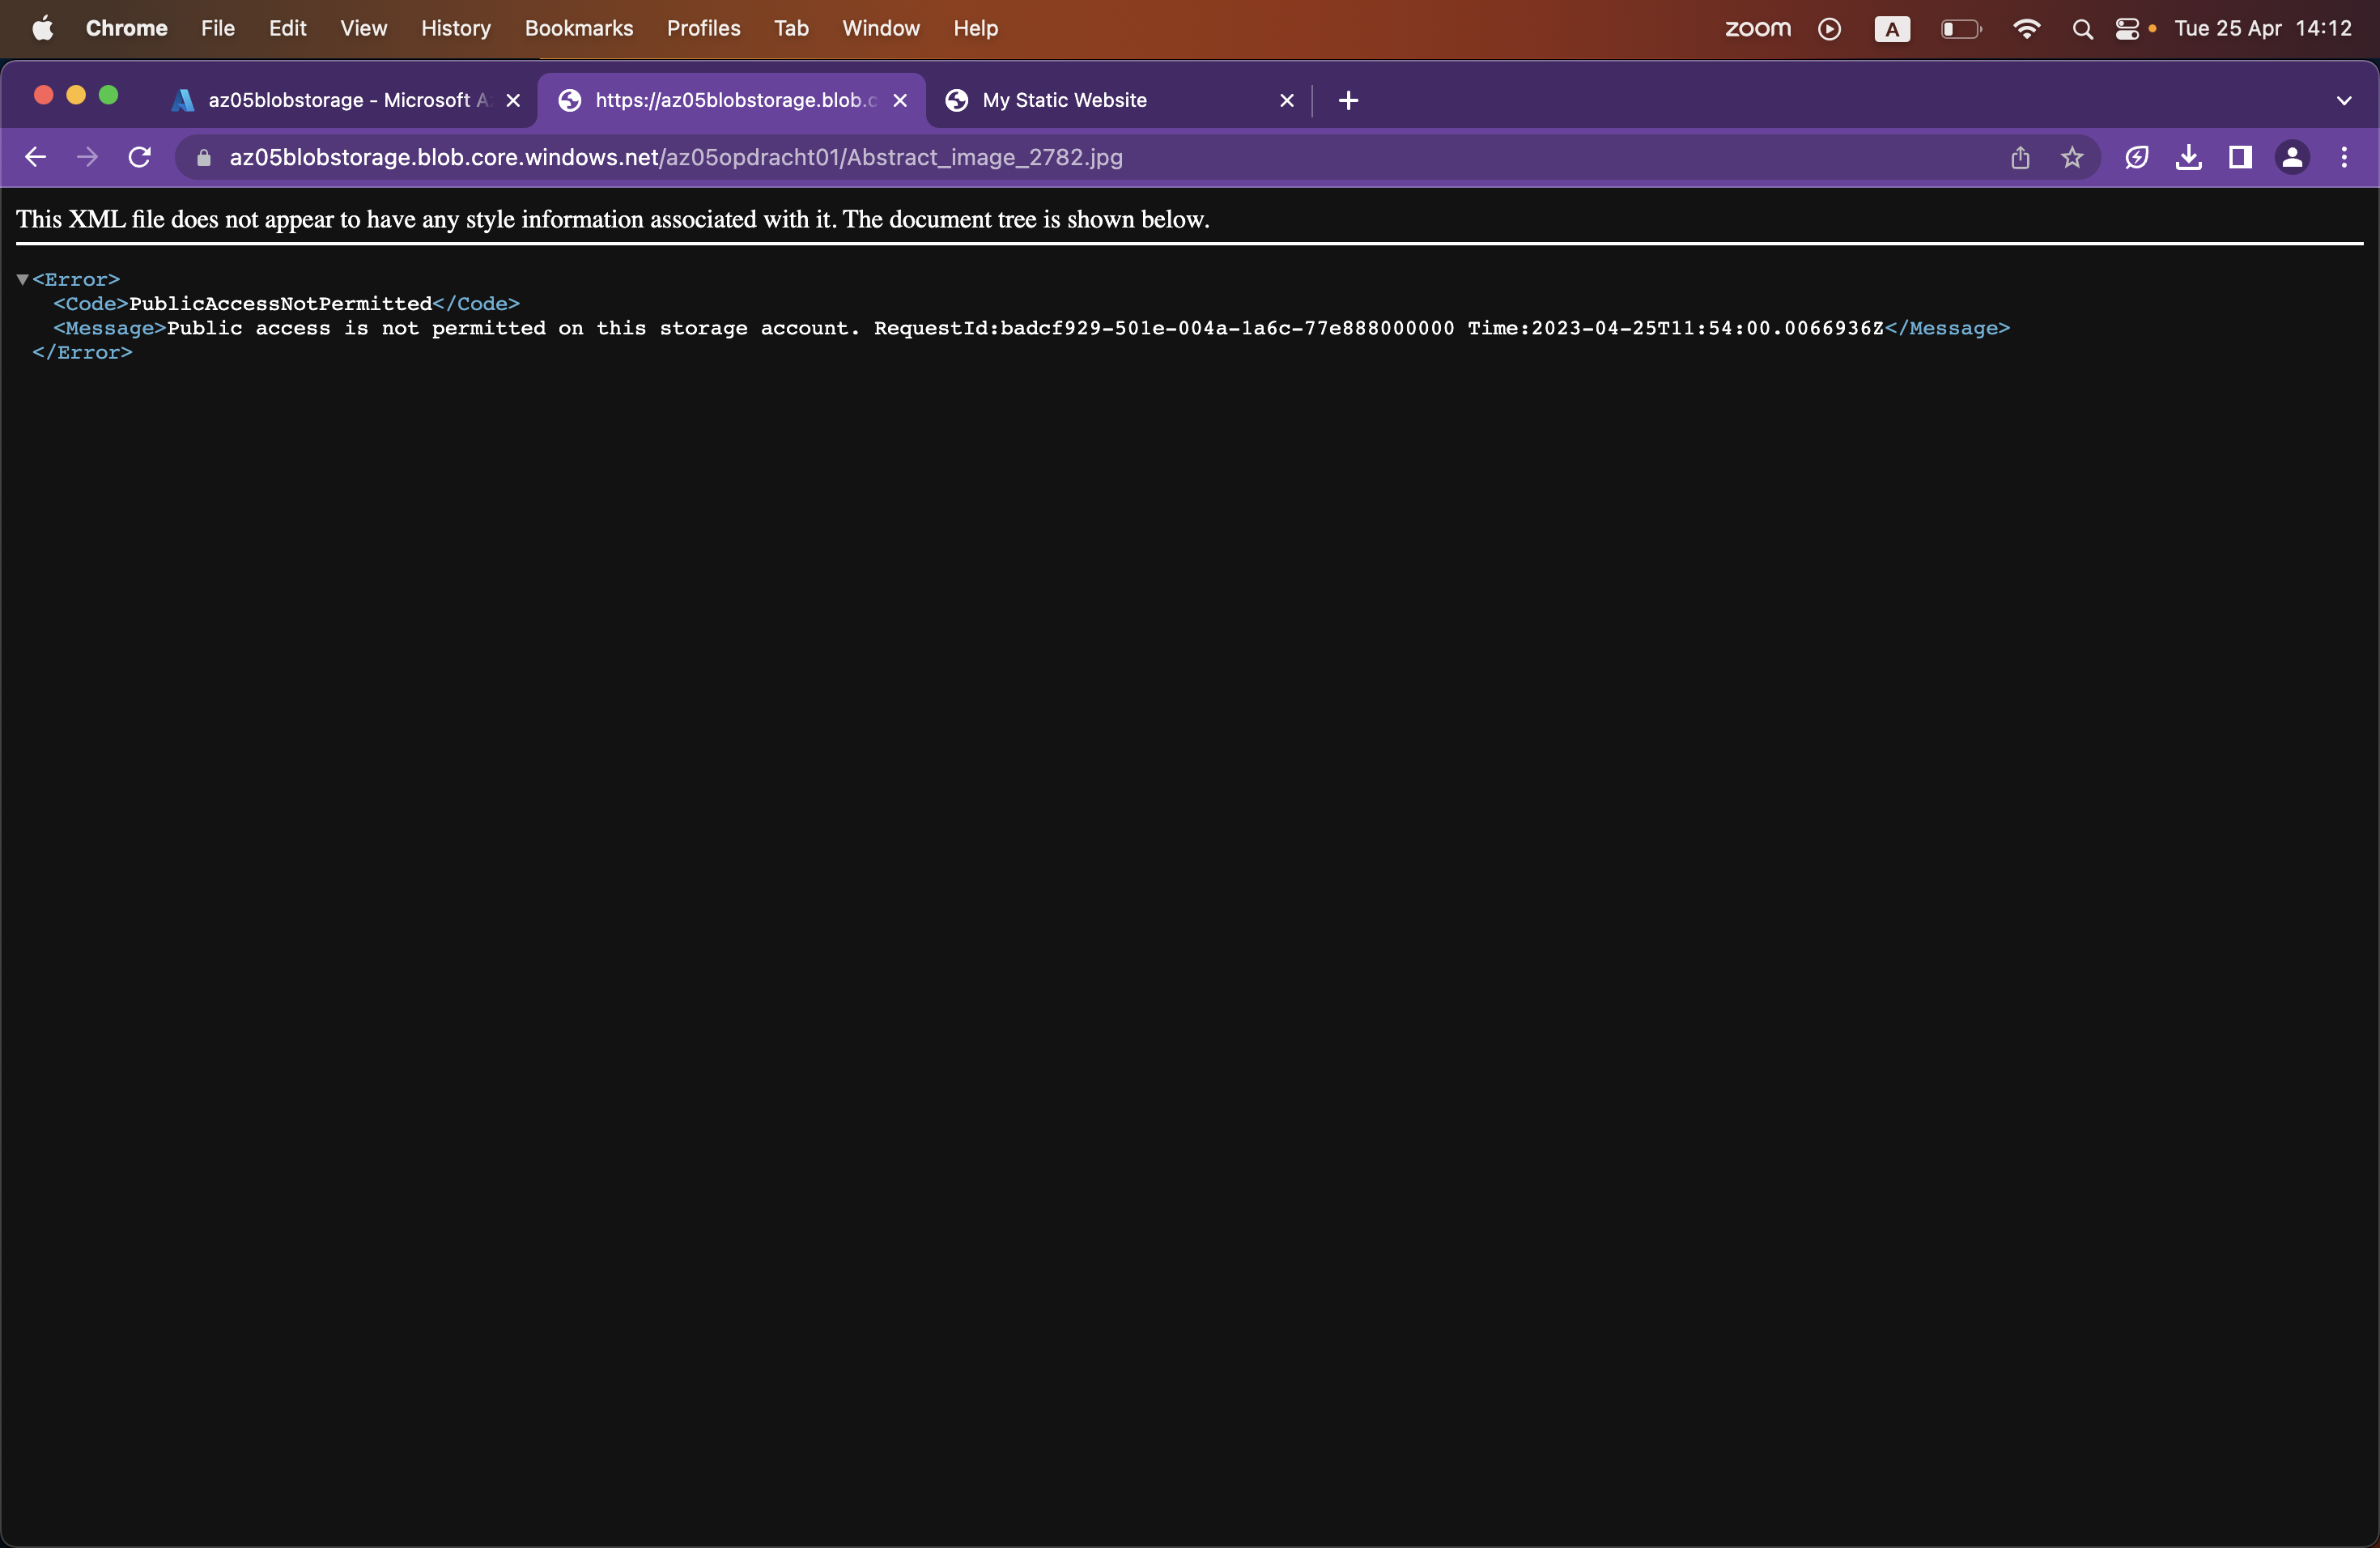 Chrome File Edit View History Bookmarks Profiles Tab Window Help zoom A Tue 25 Apr 14:12
az05blobstorage - Microsoft A https://az05blobstorage.blob.c My Static Website
az05blobstorage.blob.core.windows.net/az05opdracht01/Abstract_image_2782.jpg
This XML file does not appear to have any style information associated with it. The document tree is shown below.
<Error>
<Code>PublicAccessNotPermitted</Code>
<Message>Public access is not permitted on this storage account. RequestId:badcf929-501e-004a-1a6c-77e888000000 Time:2023-04-25T11:54:00.0066936Z</Message>
</Error>